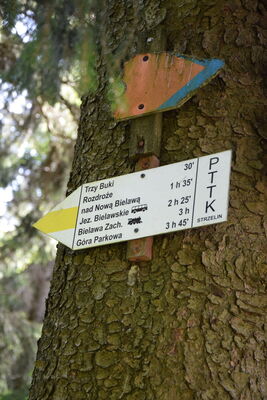 Trzy Buki 30'
Rozdroże
nad Nową Bielawą 1 h 35'
Jez. Bielawskie 2 h 25'
Bielawa Zach. 3 h
Góra Parkowa 3 h 45'
PTTK
STRZELIN